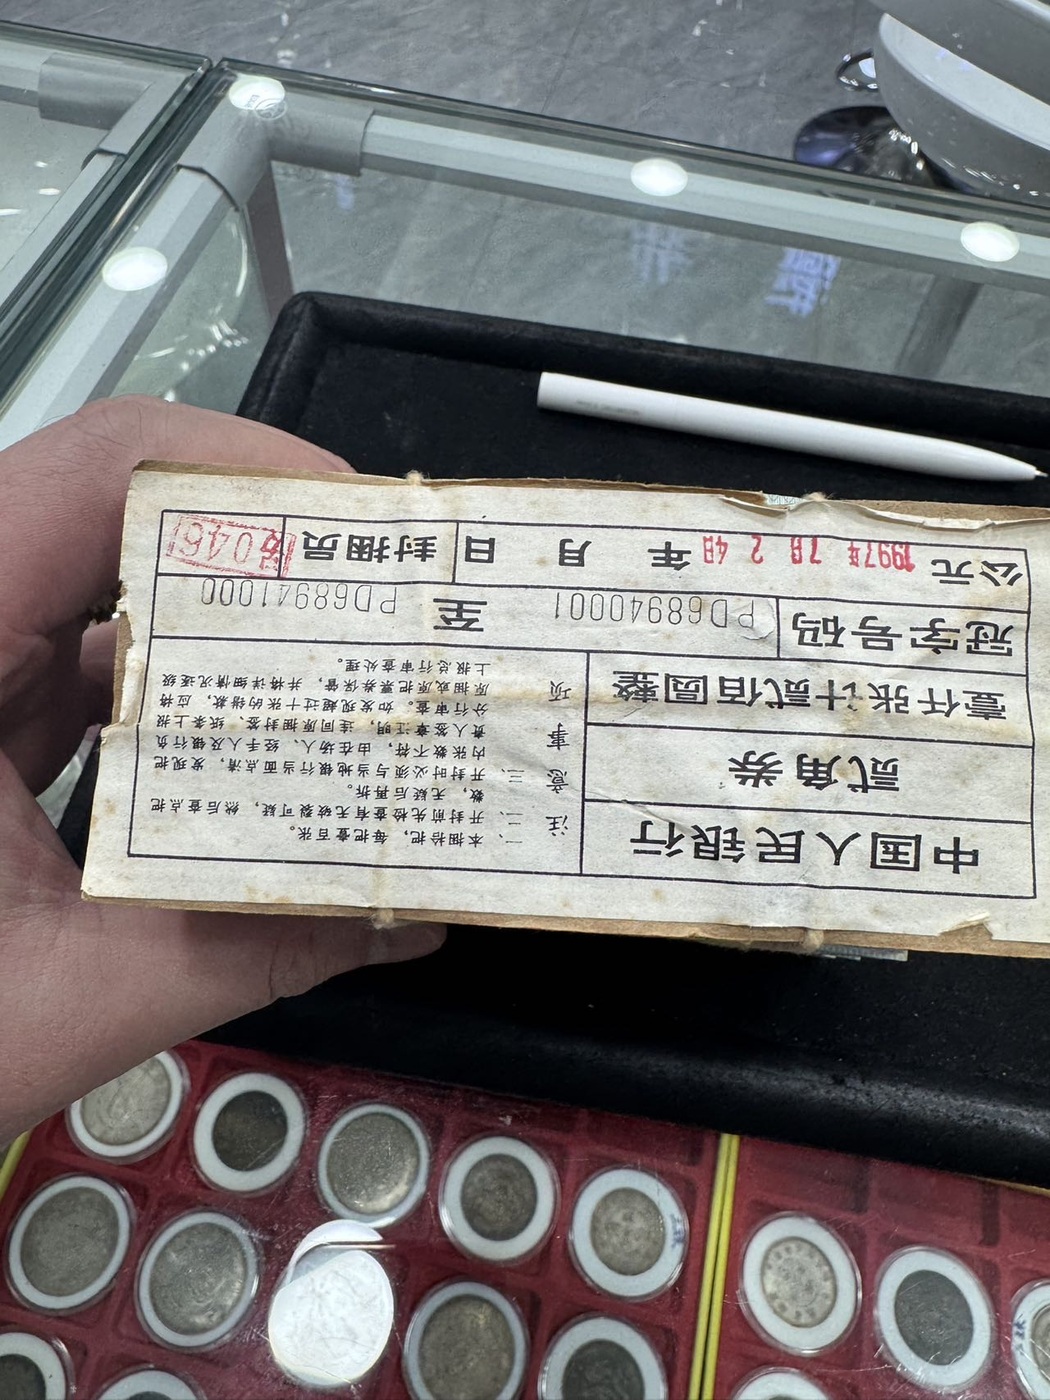 中国人民银行
贰角券
壹仟张计贰佰圆整
注意事项
一、本捆拾把，每把壹百张。
二、开封前先检查有无破裂可疑，然后查点把
数，无疑后再拆。
三、开封时必须与当地银行当面点清，发现把
内张数不符，由在场人、经手人及银行负
责人签章证明，连同原捆封签、纸条报上
分行审查。如发现超过十张的错款，应将
原捆或原把票券保管，并将详细情况逐级
上报总行审查处理。
冠字号码 PD68940001 至 PD68941000
公元 1997年 7月 24日 年 月 日 封捆员 046